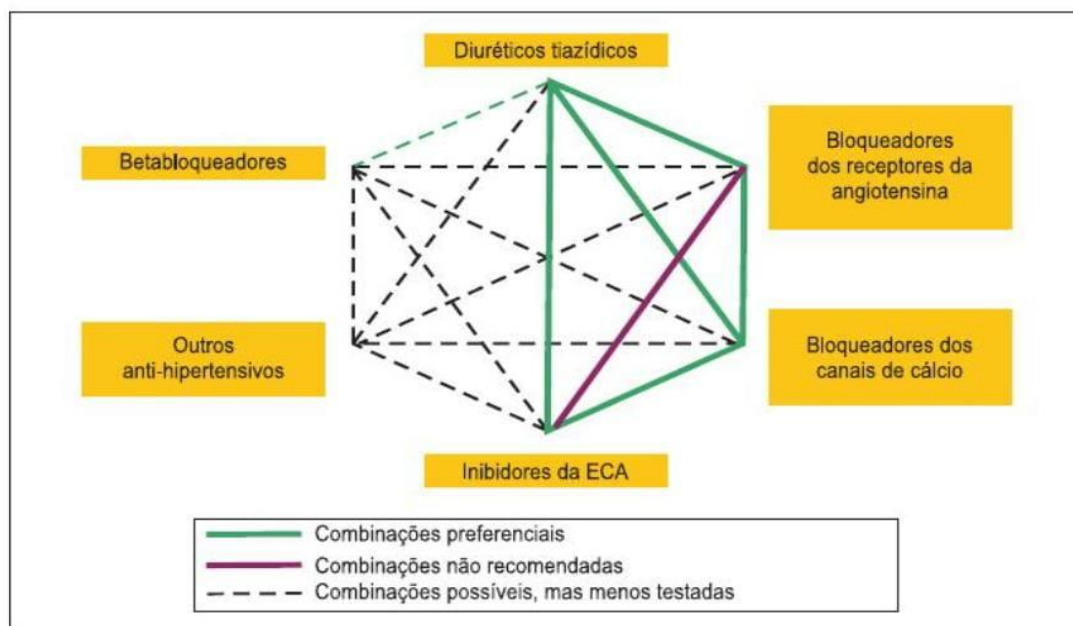 Diuréticos tiazídicos
Betabloqueadores
Bloqueadores
dos receptores da
angiotensina
Outros
anti-hipertensivos
Bloqueadores dos
canais de cálcio
Inibidores da ECA
Combinações preferenciais
Combinações não recomendadas
Combinações possíveis, mas menos testadas